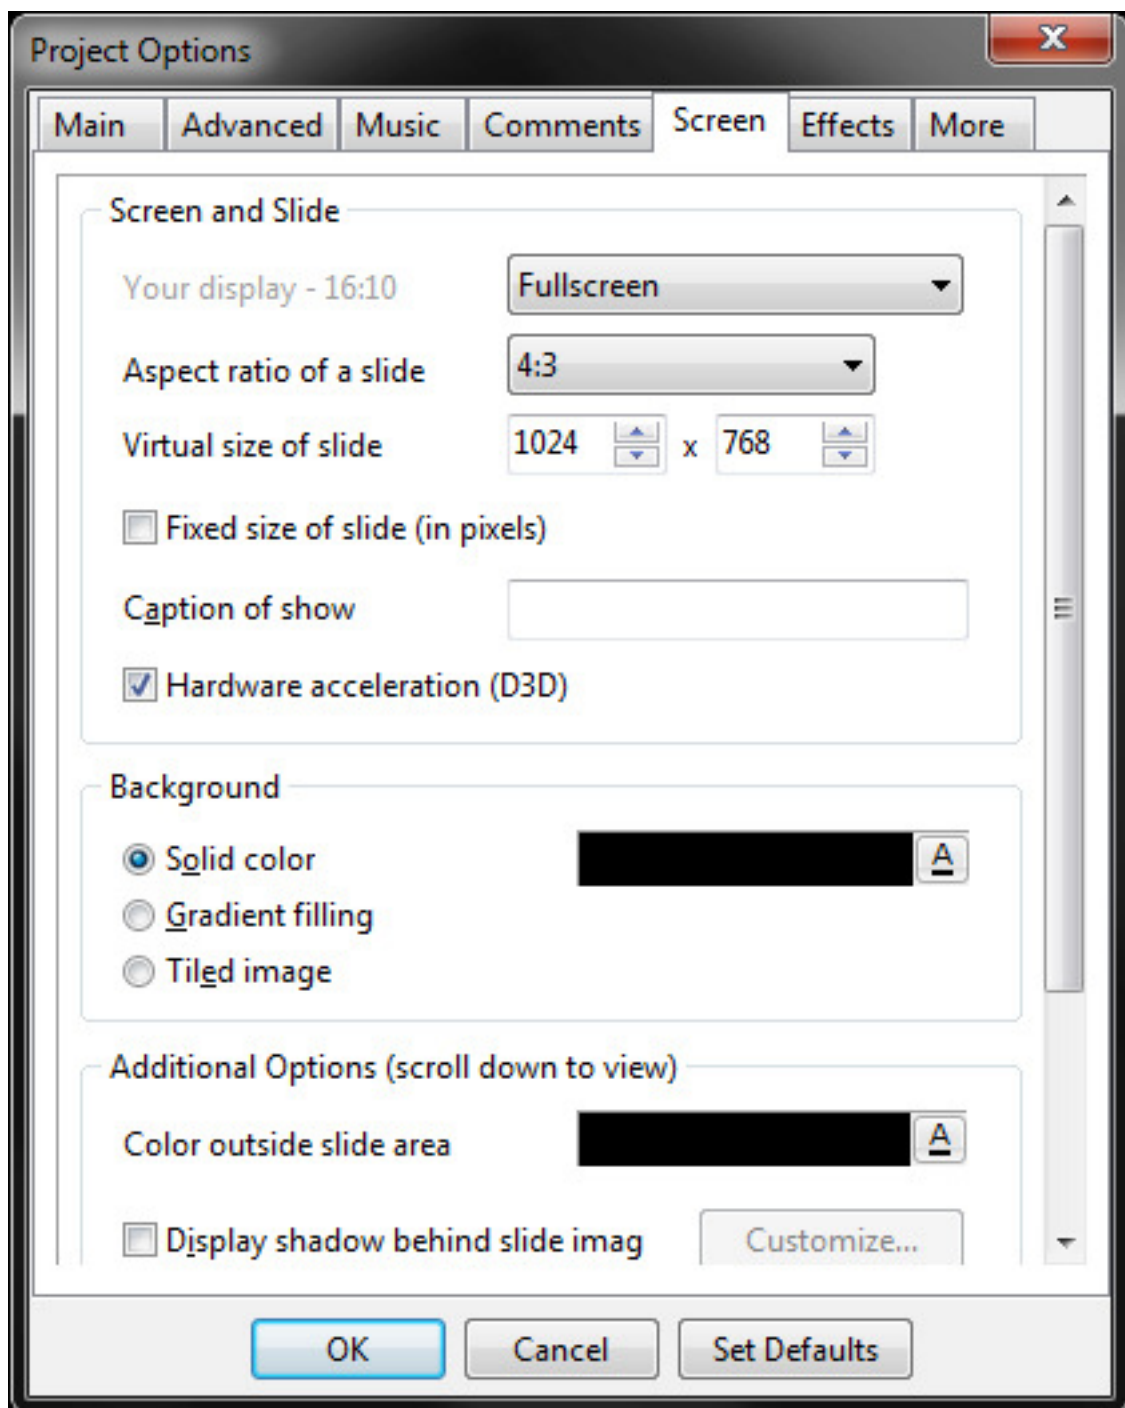 Project Options
Main Advanced Music Comments Screen Effects More
Screen and Slide
Your display - 16:10 Fullscreen
Aspect ratio of a slide 4:3
Virtual size of slide 1024 x 768
Fixed size of slide (in pixels)
Caption of show
Hardware acceleration (D3D)
Background
Solid color A
Gradient filling
Tiled image
Additional Options (scroll down to view)
Color outside slide area A
Display shadow behind slide imag Customize...
OK Cancel Set Defaults